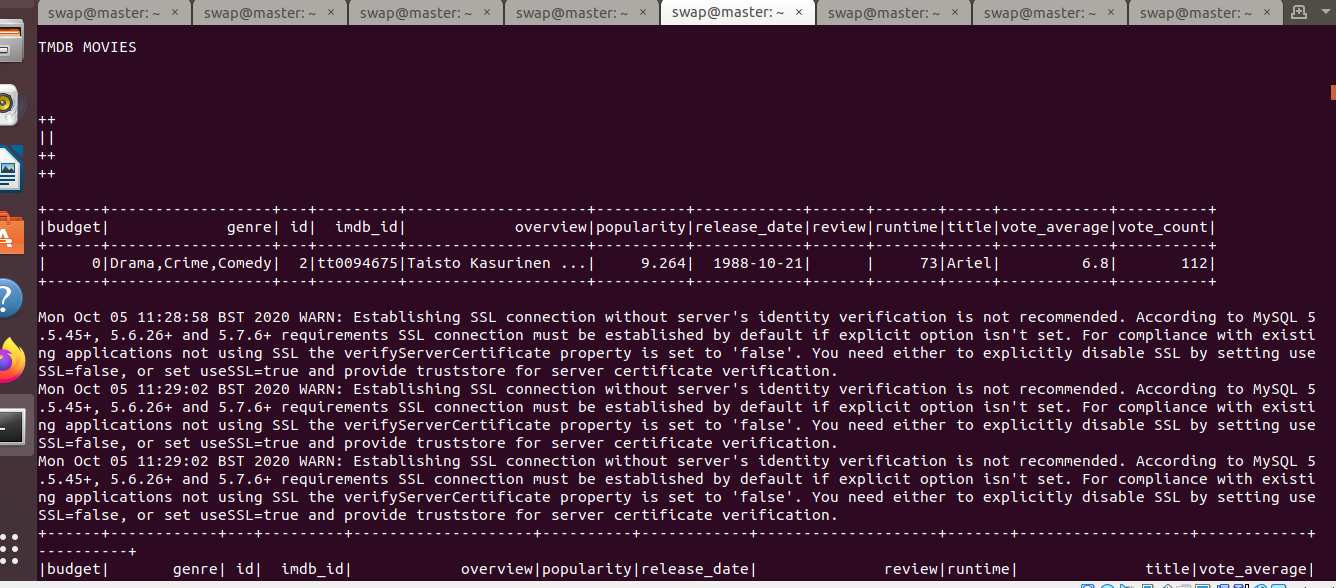 swap@master: ~ × swap@master: ~ × swap@master: ~ × swap@master: ~ × swap@master: ~ × swap@master: ~ × swap@master: ~ × swap@master: ~ ×
TMDB MOVIES
++
||
++
++
+------+------------------+---+---------+--------------------+----------+------------+------+-------+-----+------------+----------+
|budget|             genre| id|  imdb_id|            overview|popularity|release_date|review|runtime|title|vote_average|vote_count|
+------+------------------+---+---------+--------------------+----------+------------+------+-------+-----+------------+----------+
|     0|Drama,Crime,Comedy|  2|tt0094675|Taisto Kasurinen ...|     9.264|  1988-10-21|      |     73|Ariel|         6.8|       112|
+------+------------------+---+---------+--------------------+----------+------------+------+-------+-----+------------+----------+
Mon Oct 05 11:28:58 BST 2020 WARN: Establishing SSL connection without server's identity verification is not recommended. According to MySQL 5
.5.45+, 5.6.26+ and 5.7.6+ requirements SSL connection must be established by default if explicit option isn't set. For compliance with existi
ng applications not using SSL the verifyServerCertificate property is set to 'false'. You need either to explicitly disable SSL by setting use
SSL=false, or set useSSL=true and provide truststore for server certificate verification.
Mon Oct 05 11:29:02 BST 2020 WARN: Establishing SSL connection without server's identity verification is not recommended. According to MySQL 5
.5.45+, 5.6.26+ and 5.7.6+ requirements SSL connection must be established by default if explicit option isn't set. For compliance with existi
ng applications not using SSL the verifyServerCertificate property is set to 'false'. You need either to explicitly disable SSL by setting use
SSL=false, or set useSSL=true and provide truststore for server certificate verification.
Mon Oct 05 11:29:02 BST 2020 WARN: Establishing SSL connection without server's identity verification is not recommended. According to MySQL 5
.5.45+, 5.6.26+ and 5.7.6+ requirements SSL connection must be established by default if explicit option isn't set. For compliance with existi
ng applications not using SSL the verifyServerCertificate property is set to 'false'. You need either to explicitly disable SSL by setting use
SSL=false, or set useSSL=true and provide truststore for server certificate verification.
+------+------------+---+---------+--------------------+----------+------------+--------------------+-------+--------------------+------------+
----------+
|budget|       genre| id|  imdb_id|            overview|popularity|release_date|              review|runtime|               title|vote_average|